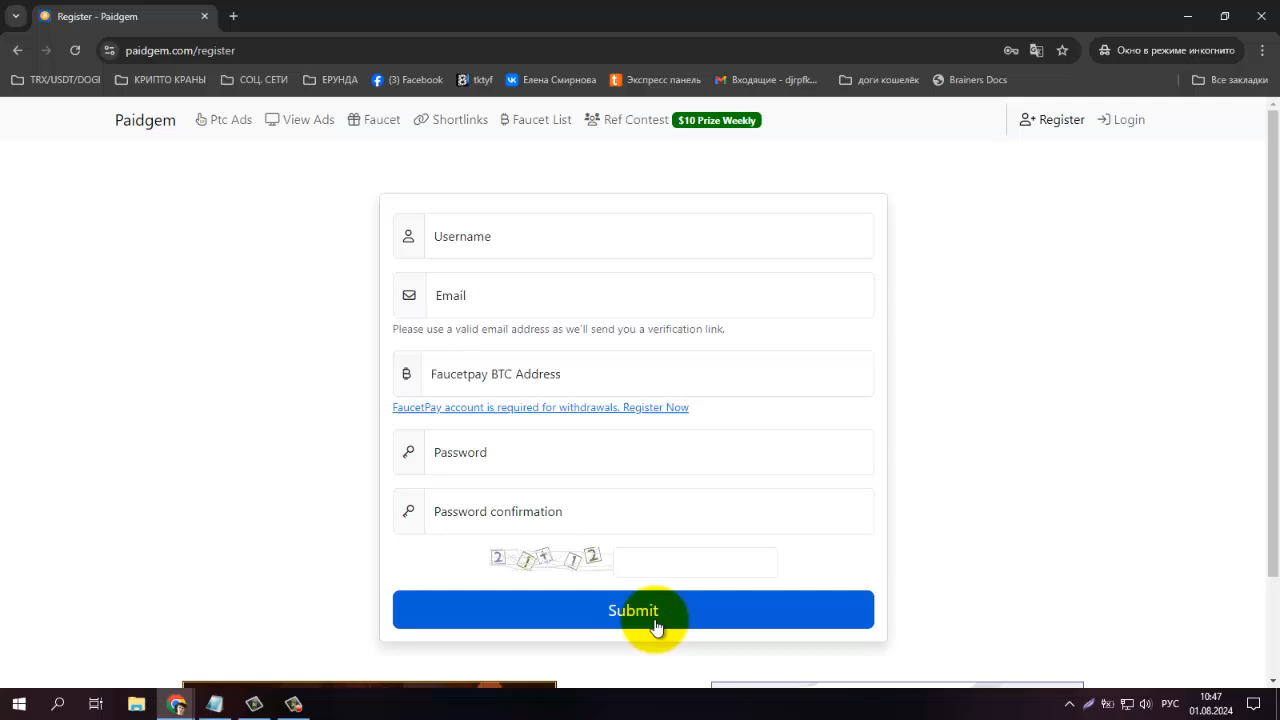 Register - Paidgem
paidgem.com/register
Окно в режиме инкогнито
TRX/USDT/DOGI
КРИПТО КРАНЫ
СОЦ. СЕТИ
ЕРУНДА
(3) Facebook
tktyf
Елена Смирнова
Экспресс панель
Входящие - djrpfk...
доги кошелёк
Brainers Docs
Все закладки
Paidgem
Ptc Ads
View Ads
Faucet
Shortlinks
Faucet List
Ref Contest
$10 Prize Weekly
Register
Login
Username
Email
Please use a valid email address as we'll send you a verification link.
Faucetpay BTC Address
FaucetPay account is required for withdrawals. Register Now
Password
Password confirmation
Submit
РУС
10:47
01.08.2024